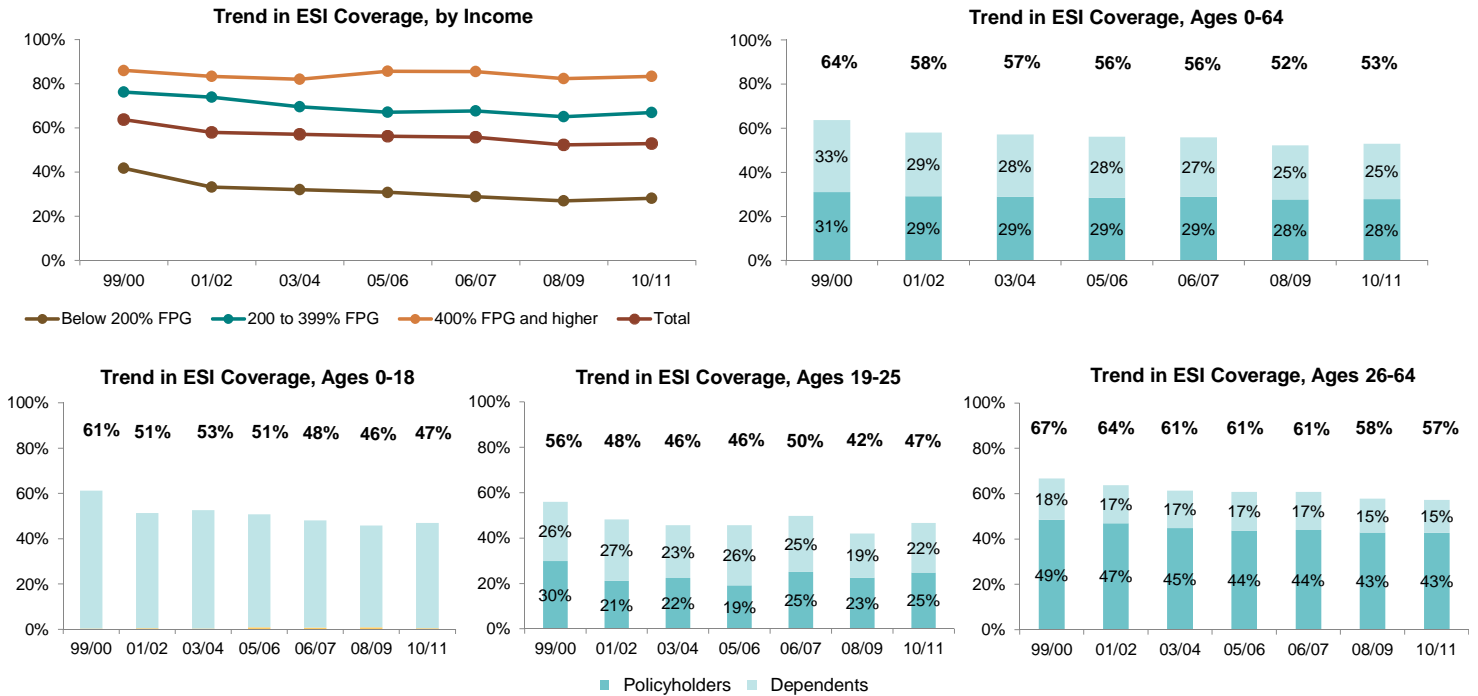 Trend in ESI Coverage, by Income
100%
80%
60%
40%
20%
0%
99/00 01/02 03/04 05/06 06/07 08/09 10/11
Below 200% FPG 200 to 399% FPG 400% FPG and higher Total
Trend in ESI Coverage, Ages 0-64
100%
64% 58% 57% 56% 56% 52% 53%
80%
60%
33% 29% 28% 28% 27% 25% 25%
40%
20%
31% 29% 29% 29% 29% 28% 28%
0%
99/00 01/02 03/04 05/06 06/07 08/09 10/11
Trend in ESI Coverage, Ages 0-18
100%
61% 51% 53% 51% 48% 46% 47%
80%
60%
40%
20%
0%
99/00 01/02 03/04 05/06 06/07 08/09 10/11
Trend in ESI Coverage, Ages 19-25
100%
56% 48% 46% 46% 50% 42% 47%
80%
60%
40%
26% 27% 23% 26% 25% 19% 22%
20%
30% 21% 22% 19% 25% 23% 25%
0%
99/00 01/02 03/04 05/06 06/07 08/09 10/11
Trend in ESI Coverage, Ages 26-64
100%
67% 64% 61% 61% 61% 58% 57%
80%
60%
18% 17% 17% 17% 17% 15% 15%
40%
20%
49% 47% 45% 44% 44% 43% 43%
0%
99/00 01/02 03/04 05/06 06/07 08/09 10/11
Policyholders Dependents